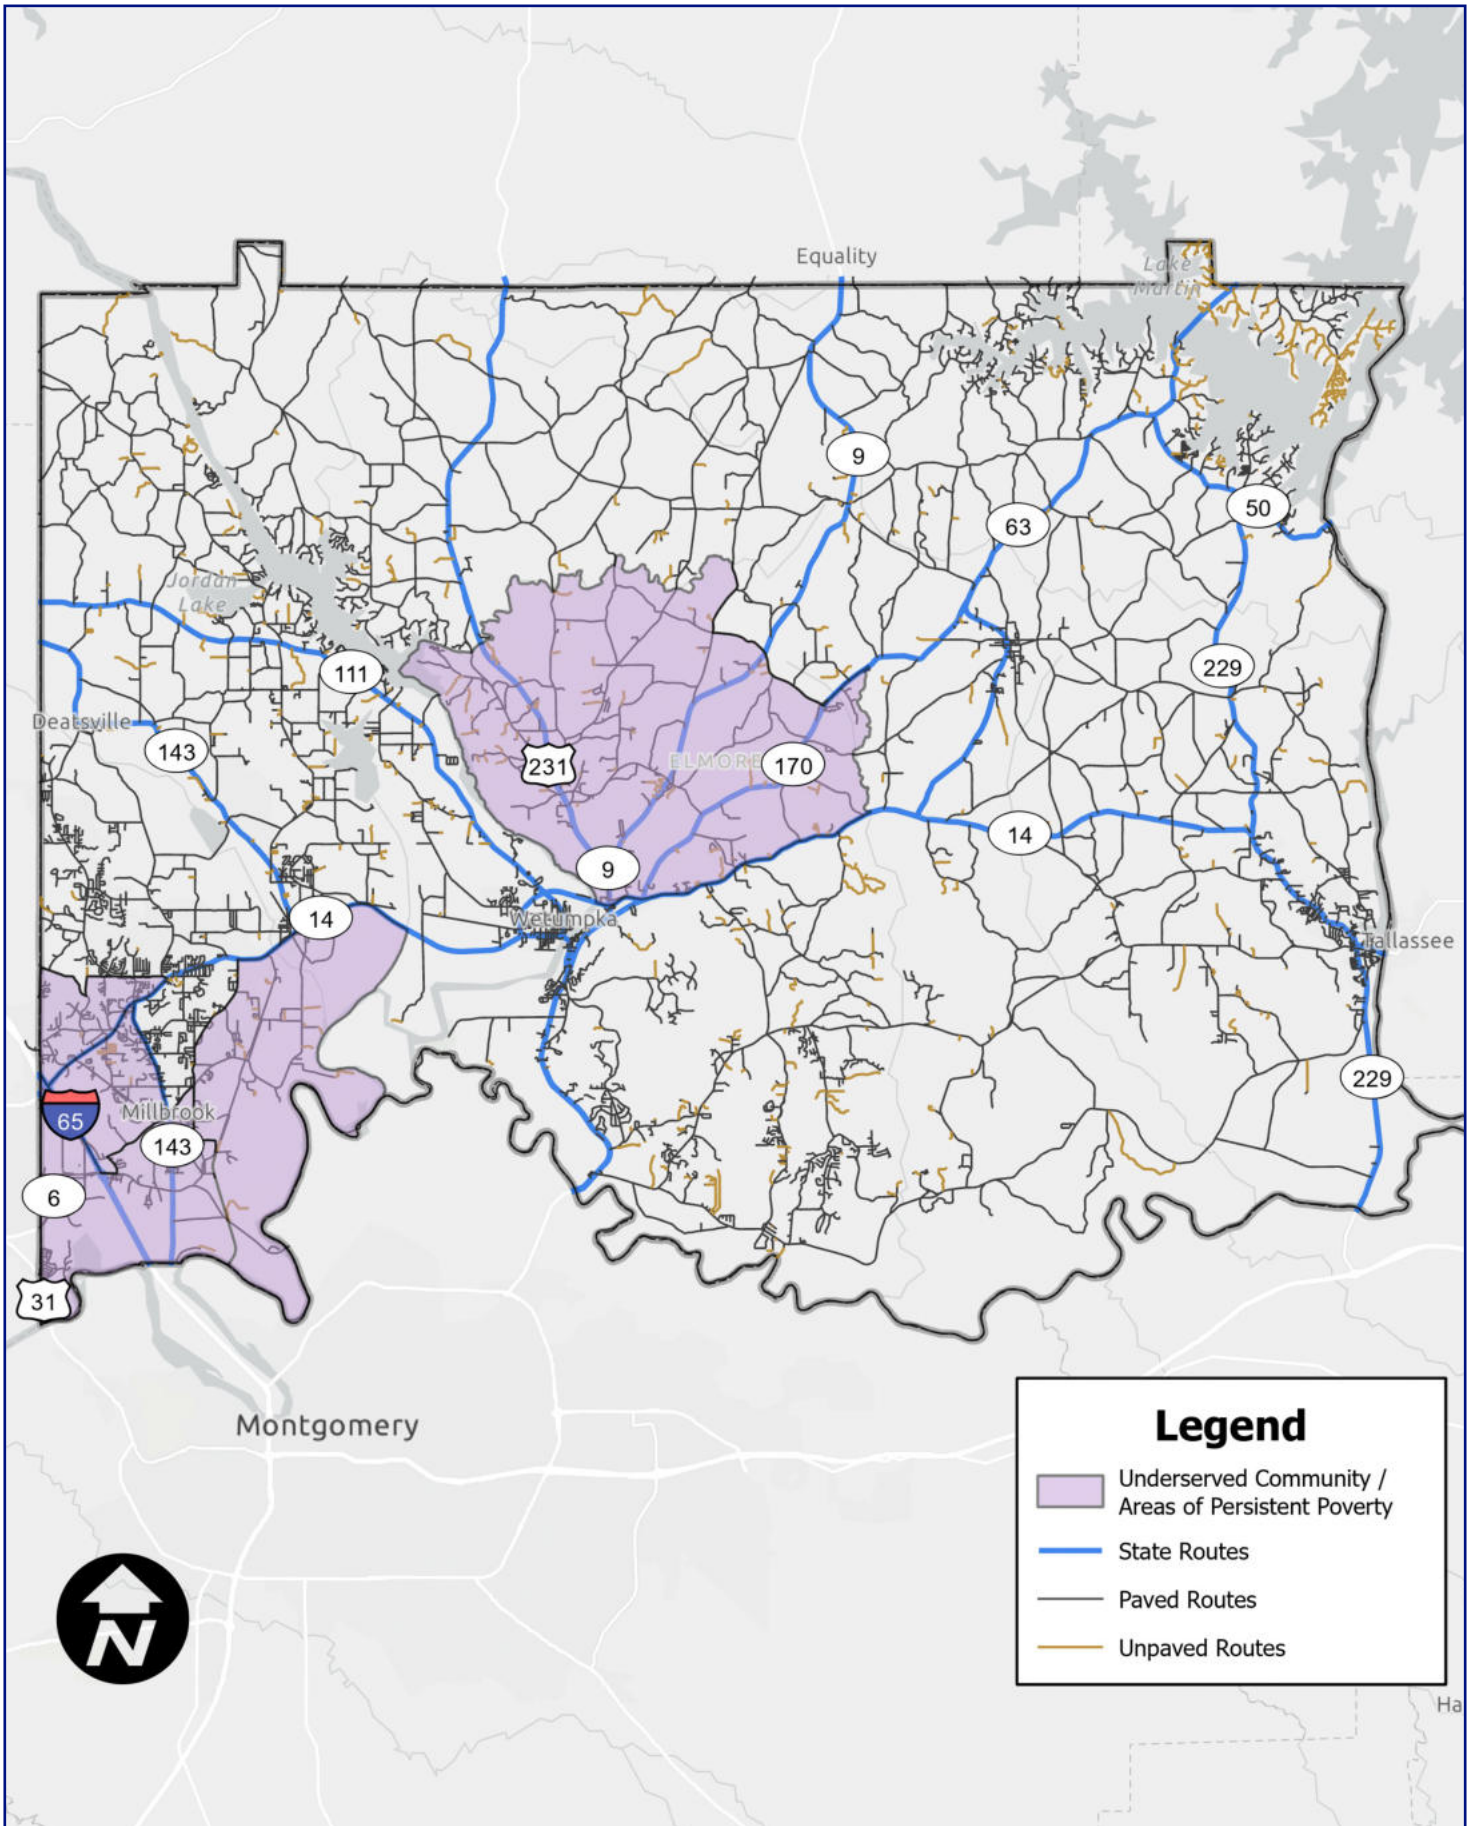 Equality
Lake
Martin
9
63
50
Jordan
Lake
111
229
Deatsville
143
231
ELMORE
170
14
9
14
Wetumpka
Tallassee
65
Millbrook
143
229
6
31
Montgomery
Legend
Underserved Community /
Areas of Persistent Poverty
State Routes
Paved Routes
Unpaved Routes
N
Ha